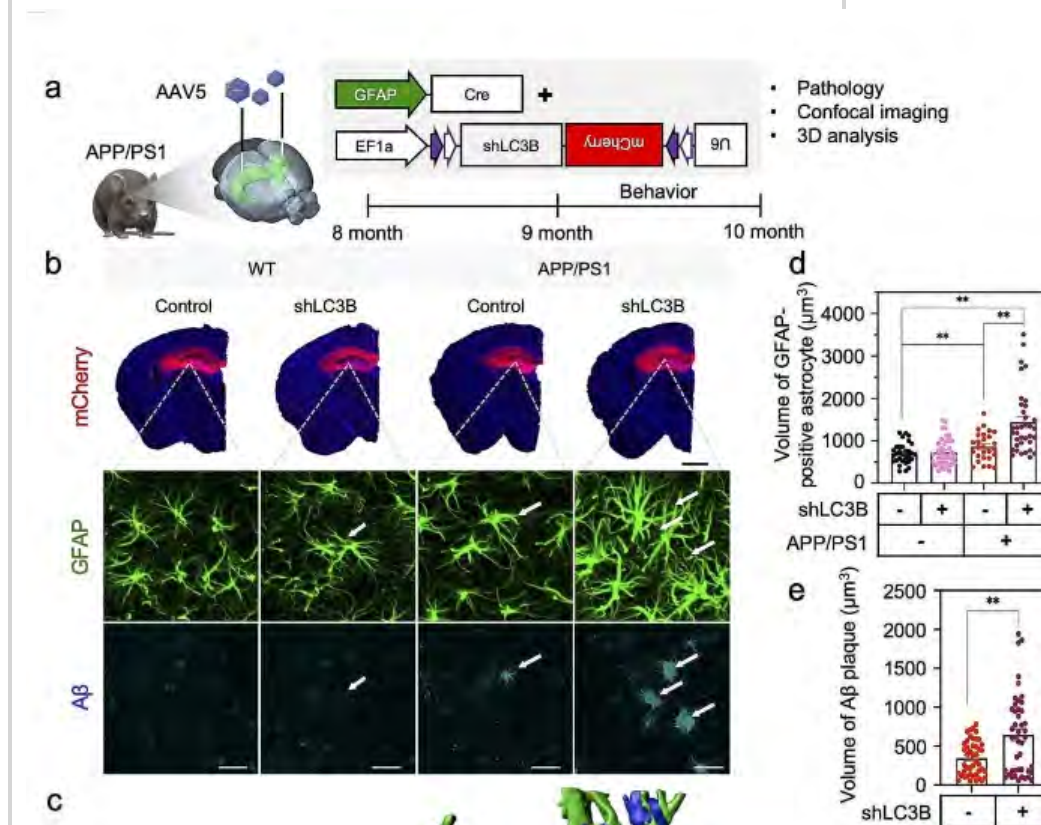 a
AAV5
APP/PS1
GFAP
Cre
+
EF1a
shLC3B
mCherry
U6
• Pathology
• Confocal imaging
• 3D analysis
Behavior
8 month
9 month
10 month
b
WT
APP/PS1
Control
shLC3B
Control
shLC3B
mCherry
GFAP
Aβ
c
d
Volume of GFAP-
positive astrocyte (μm³)
4000
3000
2000
1000
0
**
**
**
shLC3B - + - +
APP/PS1 - +
e
Volume of Aβ plaque (μm³)
2500
2000
1500
1000
500
0
**
shLC3B - +